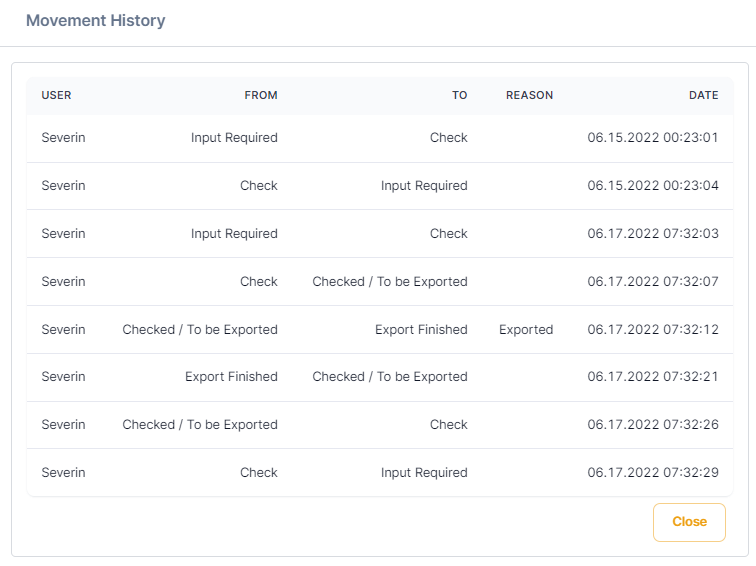 Movement History
USER FROM TO REASON DATE
Severin Input Required Check 06.15.2022 00:23:01
Severin Check Input Required 06.15.2022 00:23:04
Severin Input Required Check 06.17.2022 07:32:03
Severin Check Checked / To be Exported 06.17.2022 07:32:07
Severin Checked / To be Exported Export Finished Exported 06.17.2022 07:32:12
Severin Export Finished Checked / To be Exported 06.17.2022 07:32:21
Severin Checked / To be Exported Check 06.17.2022 07:32:26
Severin Check Input Required 06.17.2022 07:32:29
Close